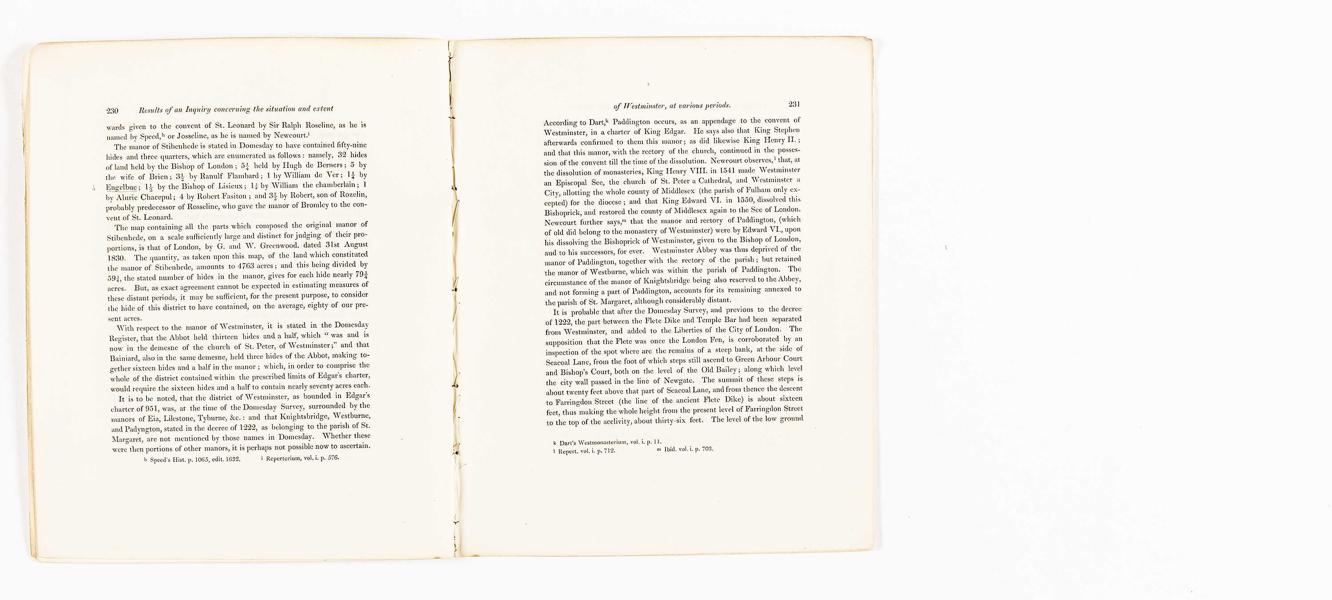 230 Results of an Inquiry concerning the situation and extent
wards given to the convent of St. Leonard by Sir Ralph Roseline, as he is
named by Speed,ʰ or Josseline, as he is named by Newcourt.ⁱ
The manor of Stibenhede is stated in Domesday to have contained fifty-nine
hides and three quarters, which are enumerated as follows: namely, 32 hides
of land held by the Bishop of London; 5¼ held by Hugh de Berners; 5 by
the wife of Brien; 3½ by Ranulf Flambard; 1 by William de Ver; 1¼ by
Engelbue; 1½ by the Bishop of Lisieux; 1¼ by William the chamberlain; 1
by Aluric Chacepul; 4 by Robert Fasiton; and 3½ by Robert, son of Rozelin,
probably predecessor of Rosseline, who gave the manor of Bromley to the con-
vent of St. Leonard.
The map containing all the parts which composed the original manor of
Stibenhede, on a scale sufficiently large and distinct for judging of their pro-
portions, is that of London, by G. and W. Greenwood, dated 31st August
1830. The quantity, as taken upon this map, of the land which constituted
the manor of Stibenhede, amounts to 4763 acres; and this being divided by
59¾, the stated number of hides in the manor, gives for each hide nearly 79¾
acres. But, as exact agreement cannot be expected in estimating measures of
these distant periods, it may be sufficient, for the present purpose, to consider
the hide of this district to have contained, on the average, eighty of our pre-
sent acres.
With respect to the manor of Westminster, it is stated in the Domesday
Register, that the Abbot held thirteen hides and a half, which "was and is
now in the demesne of the church of St. Peter, of Westminster;" and that
Bainiard, also in the same demesne, held three hides of the Abbot, making to-
gether sixteen hides and a half in the manor; which, in order to comprise the
whole of the district contained within the prescribed limits of Edgar's charter,
would require the sixteen hides and a half to contain nearly seventy acres each.
It is to be noted, that the district of Westminster, as bounded in Edgar's
charter of 951, was, at the time of the Domesday Survey, surrounded by the
manors of Eia, Lilestone, Tyburne, &c.: and that Knightsbridge, Westburne,
and Padyngton, stated in the decree of 1222, as belonging to the parish of St.
Margaret, are not mentioned by those names in Domesday. Whether these
were then portions of other manors, it is perhaps not possible now to ascertain.
ʰ Speed's Hist. p. 1065, edit. 1632. ⁱ Repertorium, vol. i. p. 576.
of Westminster, at various periods. 231
According to Dart,ᵏ Paddington occurs, as an appendage to the convent of
Westminster, in a charter of King Edgar. He says also that King Stephen
afterwards confirmed to them this manor; as did likewise King Henry II.;
and that this manor, with the rectory of the church, continued in the posses-
sion of the convent till the time of the dissolution. Newcourt observes,ˡ that, at
the dissolution of monasteries, King Henry VIII. in 1541 made Westminster
an Episcopal See, the church of St. Peter a Cathedral, and Westminster a
City, allotting the whole county of Middlesex (the parish of Fulham only ex-
cepted) for the diocese; and that King Edward VI. in 1550, dissolved this
Bishoprick, and restored the county of Middlesex again to the See of London.
Newcourt further says,ᵐ that the manor and rectory of Paddington, (which
of old did belong to the monastery of Westminster) were by Edward VI., upon
his dissolving the Bishoprick of Westminster, given to the Bishop of London,
and to his successors, for ever. Westminster Abbey was thus deprived of the
manor of Paddington, together with the rectory of the parish; but retained
the manor of Westburne, which was within the parish of Paddington. The
circumstance of the manor of Knightsbridge being also reserved to the Abbey,
and not forming a part of Paddington, accounts for its remaining annexed to
the parish of St. Margaret, although considerably distant.
It is probable that after the Domesday Survey, and previous to the decree
of 1222, the part between the Flete Dike and Temple Bar had been separated
from Westminster, and added to the Liberties of the City of London. The
supposition that the Flete was once the London Fen, is corroborated by an
inspection of the spot where are the remains of a steep bank, at the side of
Seacoal Lane, from the foot of which steps still ascend to Green Arbour Court
and Bishop's Court, both on the level of the Old Bailey; along which level
the city wall passed in the line of Newgate. The summit of these steps is
about twenty feet above that part of Seacoal Lane, and from thence the descent
to Farringdon Street (the line of the ancient Flete Dike) is about sixteen
feet, thus making the whole height from the present level of Farringdon Street
to the top of the acclivity, about thirty-six feet. The level of the low ground
ᵏ Dart's Westmonasterium, vol. i. p. 11.
ˡ Repert. vol. i. p. 712. ᵐ Ibid. vol. i. p. 703.